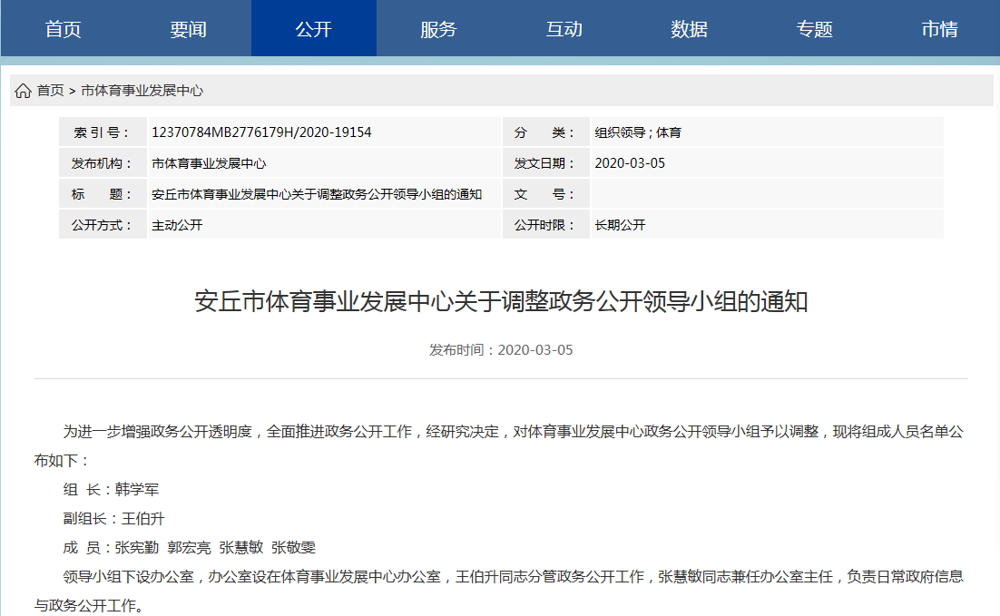 首页 要闻 公开 服务 互动 数据 专题 市情
首页 > 市体育事业发展中心
索 引 号： 12370784MB2776179H/2020-19154 分 类： 组织领导 ; 体育
发布机构： 市体育事业发展中心 发文日期： 2020-03-05
标 题： 安丘市体育事业发展中心关于调整政务公开领导小组的通知 文 号：
公开方式： 主动公开 公开时限： 长期公开
安丘市体育事业发展中心关于调整政务公开领导小组的通知
发布时间：2020-03-05
为进一步增强政务公开透明度，全面推进政务公开工作，经研究决定，对体育事业发展中心政务公开领导小组予以调整，现将组成人员名单公
布如下：
组 长：韩学军
副组长：王伯升
成 员：张宪勤 郭宏亮 张慧敏 张敬雯
领导小组下设办公室，办公室设在体育事业发展中心办公室，王伯升同志分管政务公开工作，张慧敏同志兼任办公室主任，负责日常政府信息
与政务公开工作。